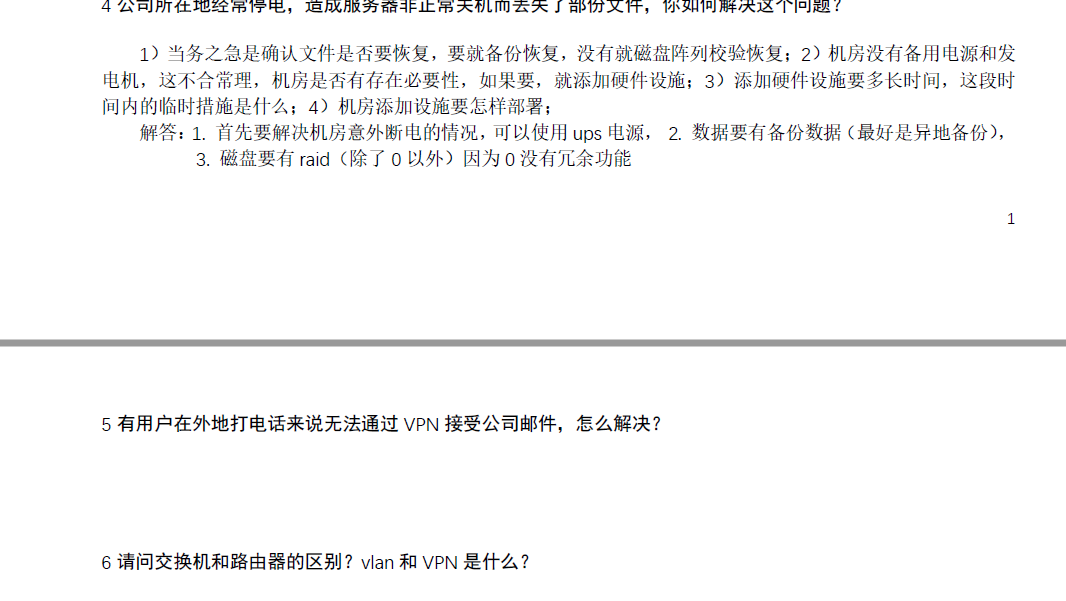 4 公司所在地经常停电，造成服务器非正常关机而丢失了部份文件，你如何解决这个问题？
1）当务之急是确认文件是否要恢复，要就备份恢复，没有就磁盘阵列校验恢复；2）机房没有备用电源和发
电机，这不合常理，机房是否有存在必要性，如果要，就添加硬件设施；3）添加硬件设施要多长时间，这段时
间内的临时措施是什么；4）机房添加设施要怎样部署；
解答：1. 首先要解决机房意外断电的情况，可以使用 ups 电源， 2. 数据要有备份数据（最好是异地备份），
3. 磁盘要有 raid（除了 0 以外）因为 0 没有冗余功能
1
5 有用户在外地打电话来说无法通过 VPN 接受公司邮件，怎么解决？
6 请问交换机和路由器的区别？vlan 和 VPN 是什么？